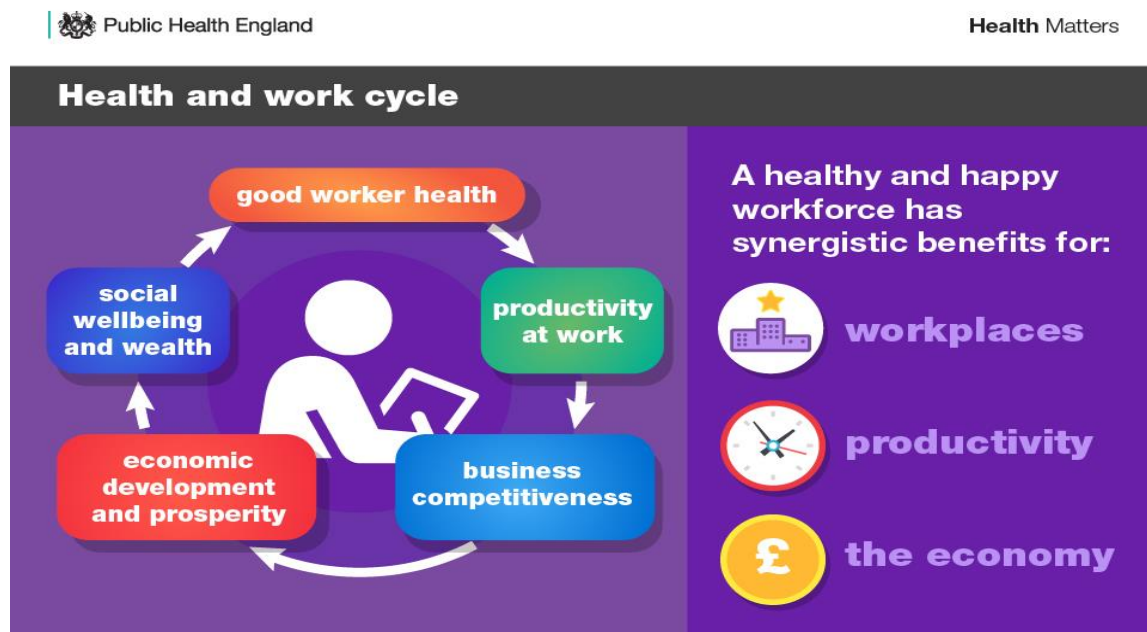 Public Health England
Health Matters
Health and work cycle
good worker health
productivity
at work
business
competitiveness
economic
development
and prosperity
social
wellbeing
and wealth
A healthy and happy
workforce has
synergistic benefits for:
workplaces
productivity
£
the economy